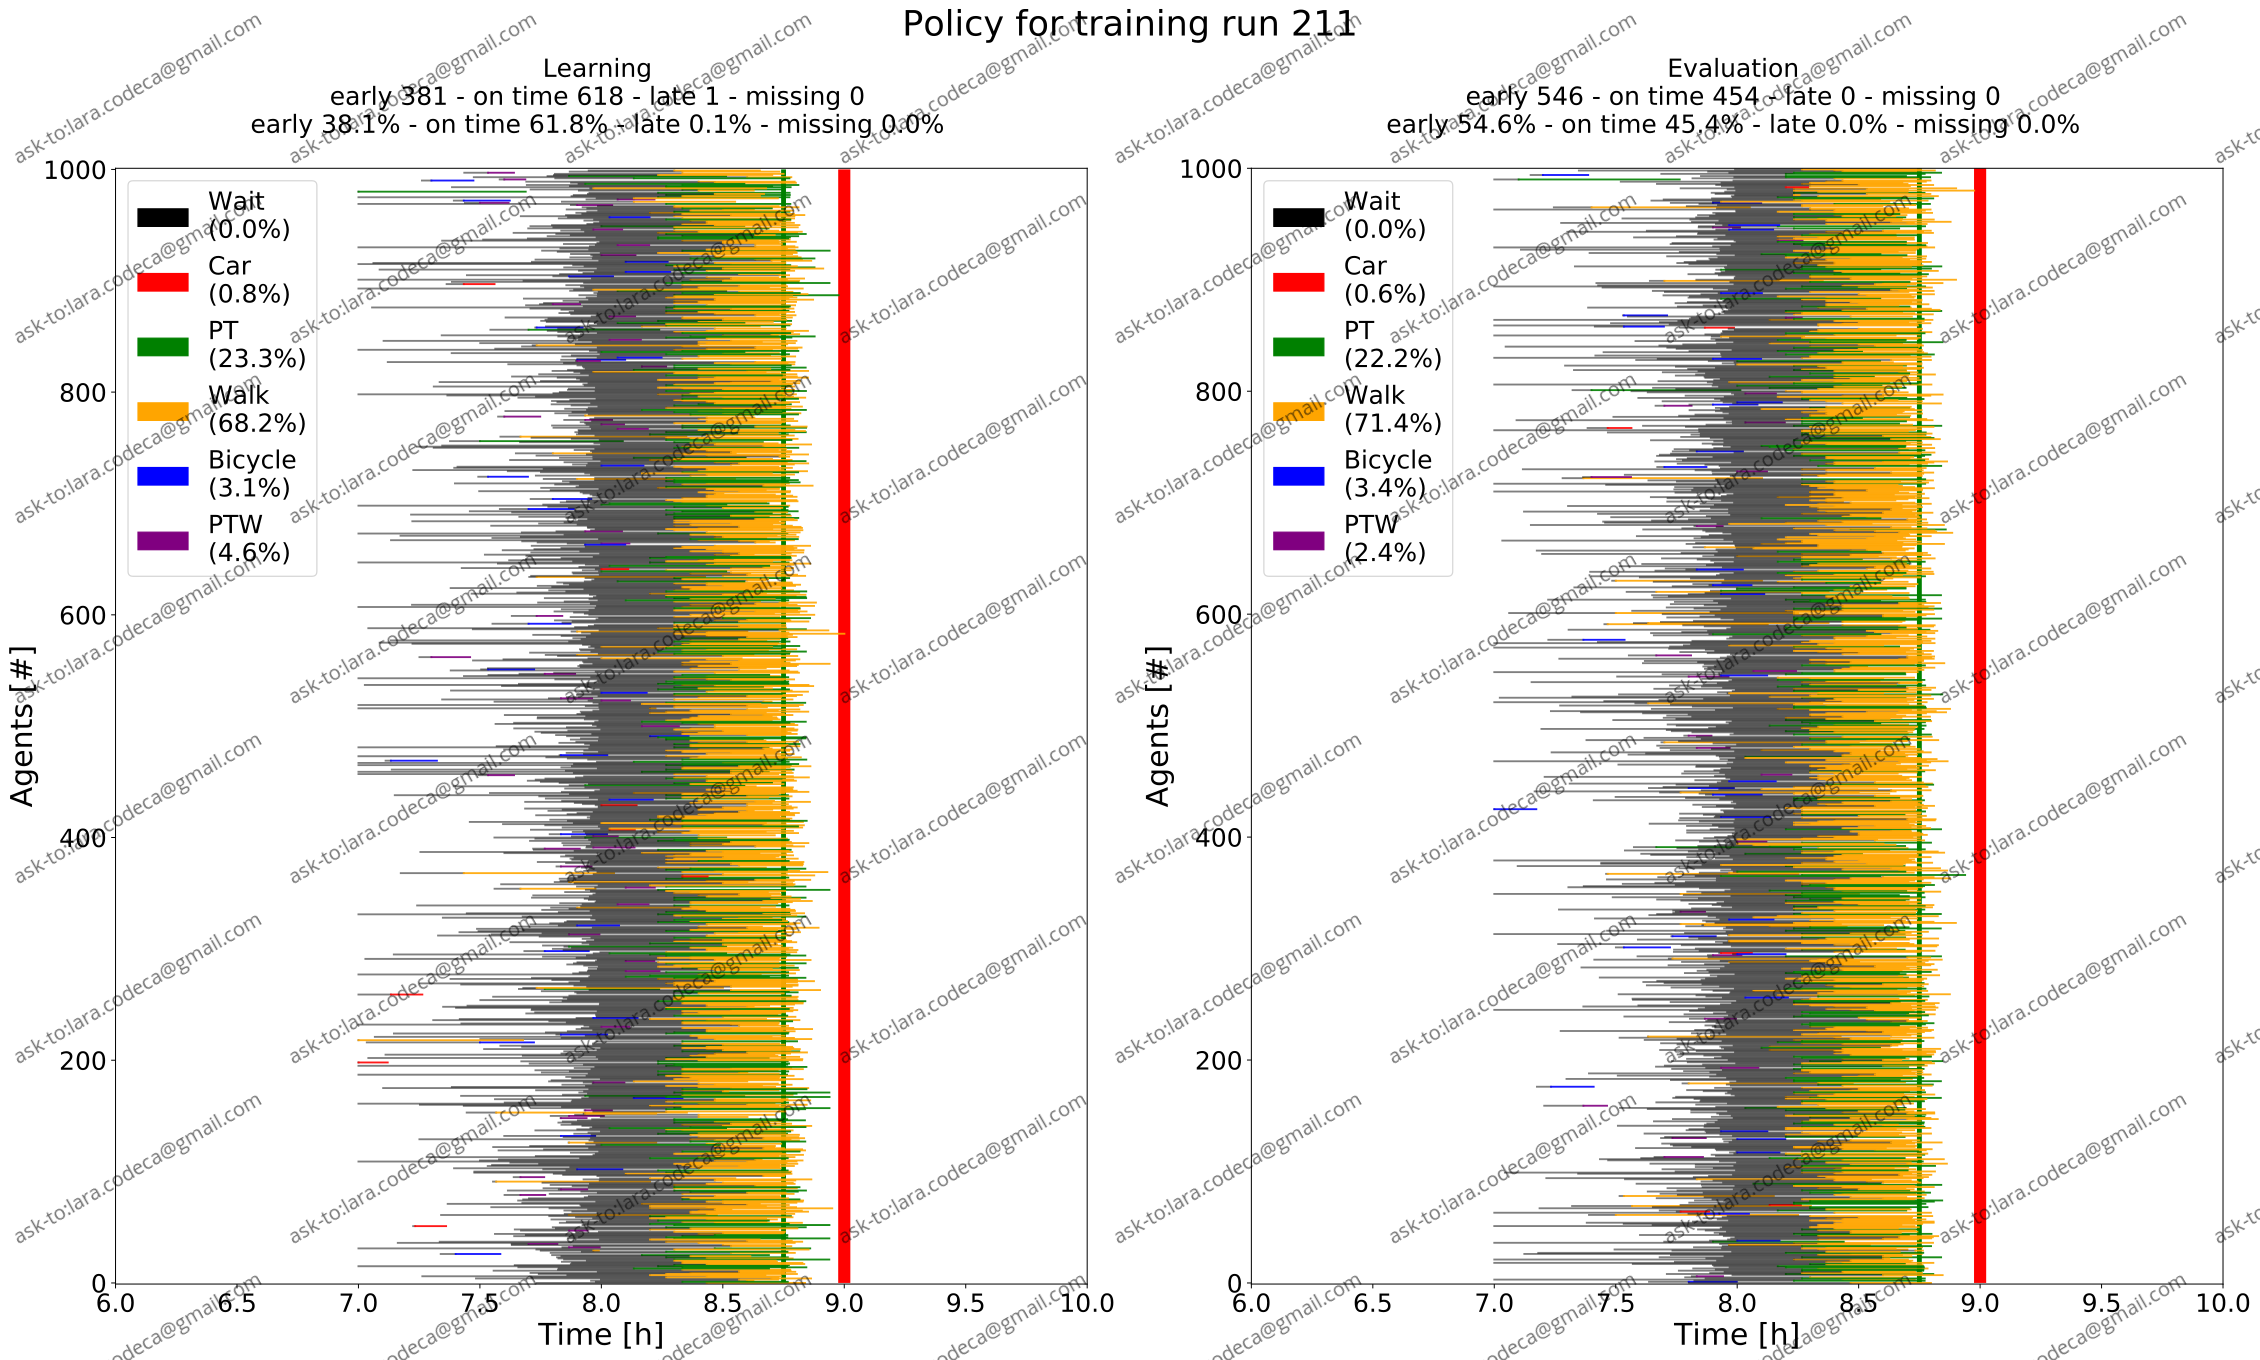 Policy for training run 211
Learning
early 381 - on time 618 - late 1 - missing 0
early 38.1% - on time 61.8% - late 0.1% - missing 0.0%
1000
800
600
400
200
0
Agents [#]
Wait
(0.0%)
Car
(0.8%)
PT
(23.3%)
Walk
(68.2%)
Bicycle
(3.1%)
PTW
(4.6%)
6.0 6.5 7.0 7.5 8.0 8.5 9.0 9.5 10.0
Time [h]
Evaluation
early 546 - on time 454 - late 0 - missing 0
early 54.6% - on time 45.4% - late 0.0% - missing 0.0%
1000
800
600
400
200
0
Agents [#]
Wait
(0.0%)
Car
(0.6%)
PT
(22.2%)
Walk
(71.4%)
Bicycle
(3.4%)
PTW
(2.4%)
6.0 6.5 7.0 7.5 8.0 8.5 9.0 9.5 10.0
Time [h]
ask-to:lara.codeca@gmail.com